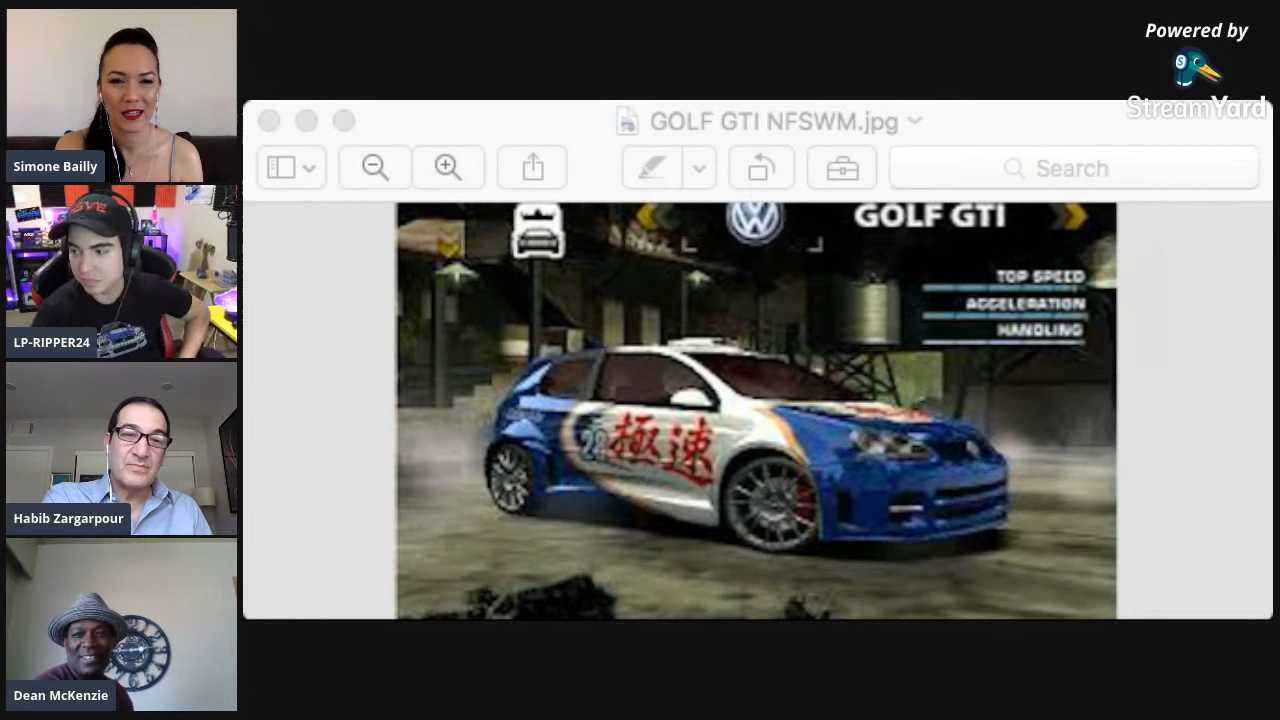 Simone Bailly
LP-RIPPER24
Habib Zargarpour
Dean McKenzie
Powered by
StreamYard
GOLF GTI NFSWM.jpg
Search
GOLF GTI
TOP SPEED
ACCELERATION
HANDLING
極速